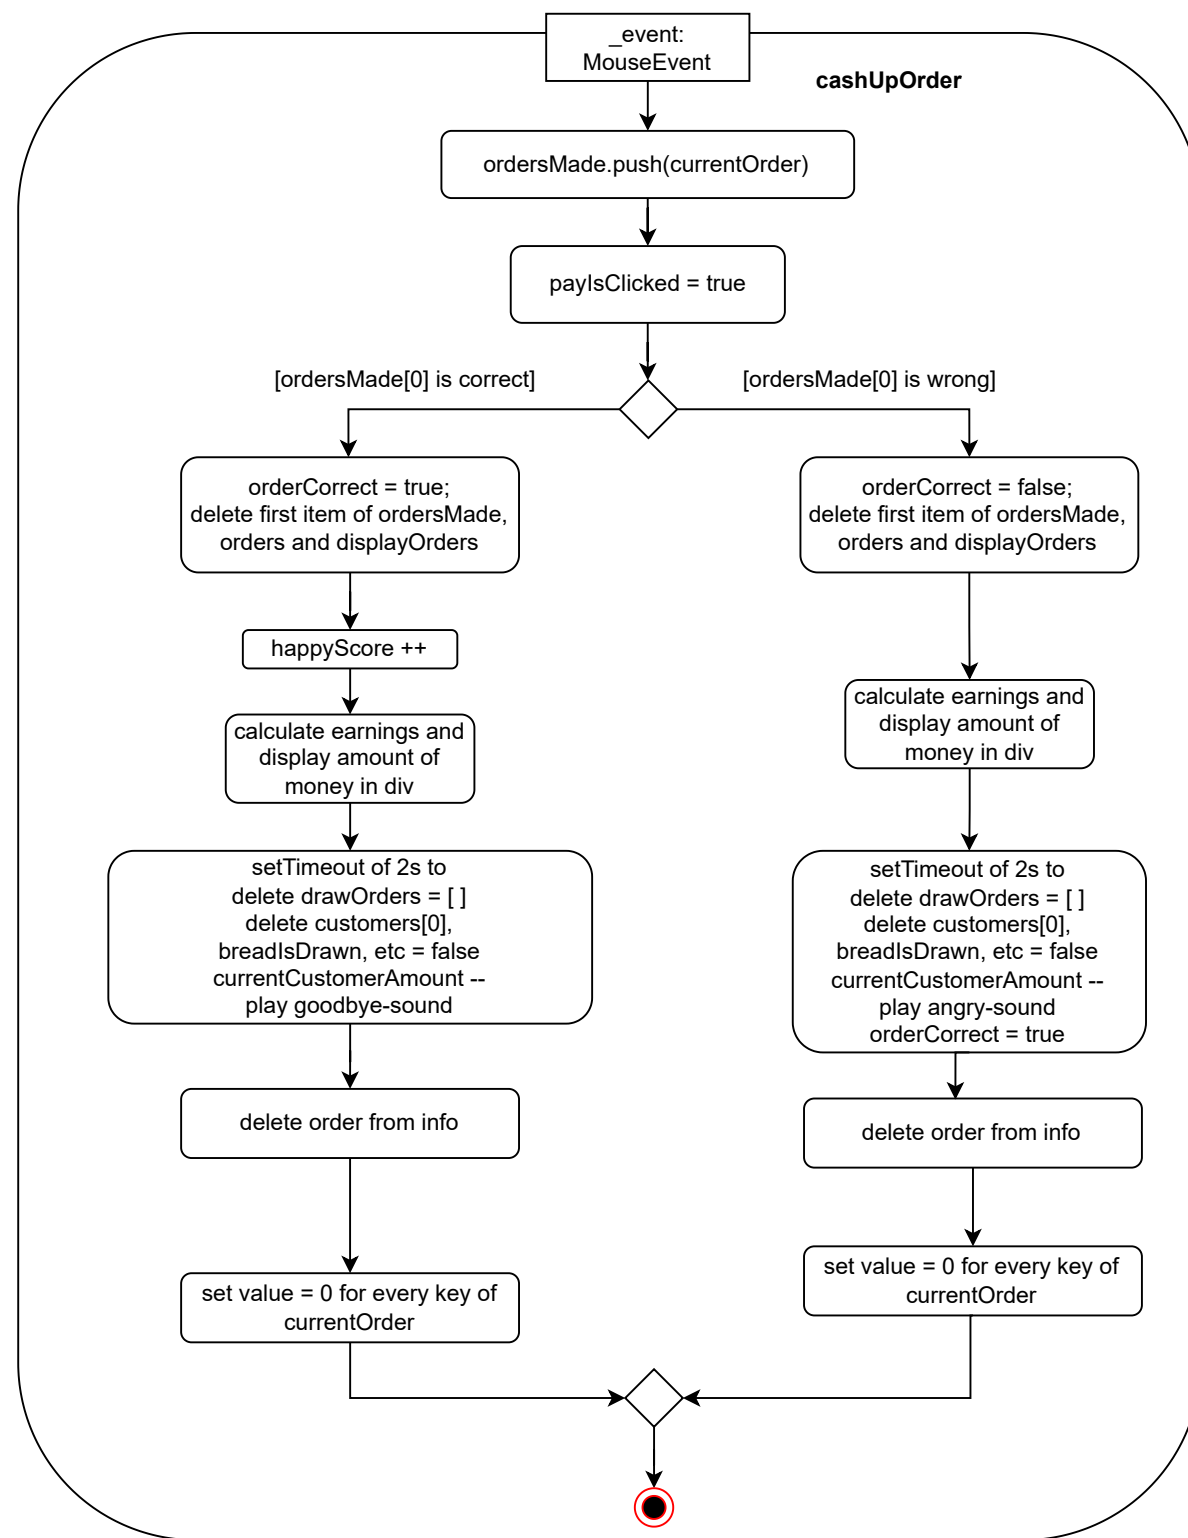 _event:
MouseEvent
cashUpOrder
ordersMade.push(currentOrder)
payIsClicked = true
[ordersMade[0] is correct]
[ordersMade[0] is wrong]
orderCorrect = true;
delete first item of ordersMade,
orders and displayOrders
happyScore ++
calculate earnings and
display amount of
money in div
setTimeout of 2s to
delete drawOrders = [ ]
delete customers[0],
breadIsDrawn, etc = false
currentCustomerAmount --
play goodbye-sound
delete order from info
set value = 0 for every key of
currentOrder
orderCorrect = false;
delete first item of ordersMade,
orders and displayOrders
calculate earnings and
display amount of
money in div
setTimeout of 2s to
delete drawOrders = [ ]
delete customers[0],
breadIsDrawn, etc = false
currentCustomerAmount --
play angry-sound
orderCorrect = true
delete order from info
set value = 0 for every key of
currentOrder